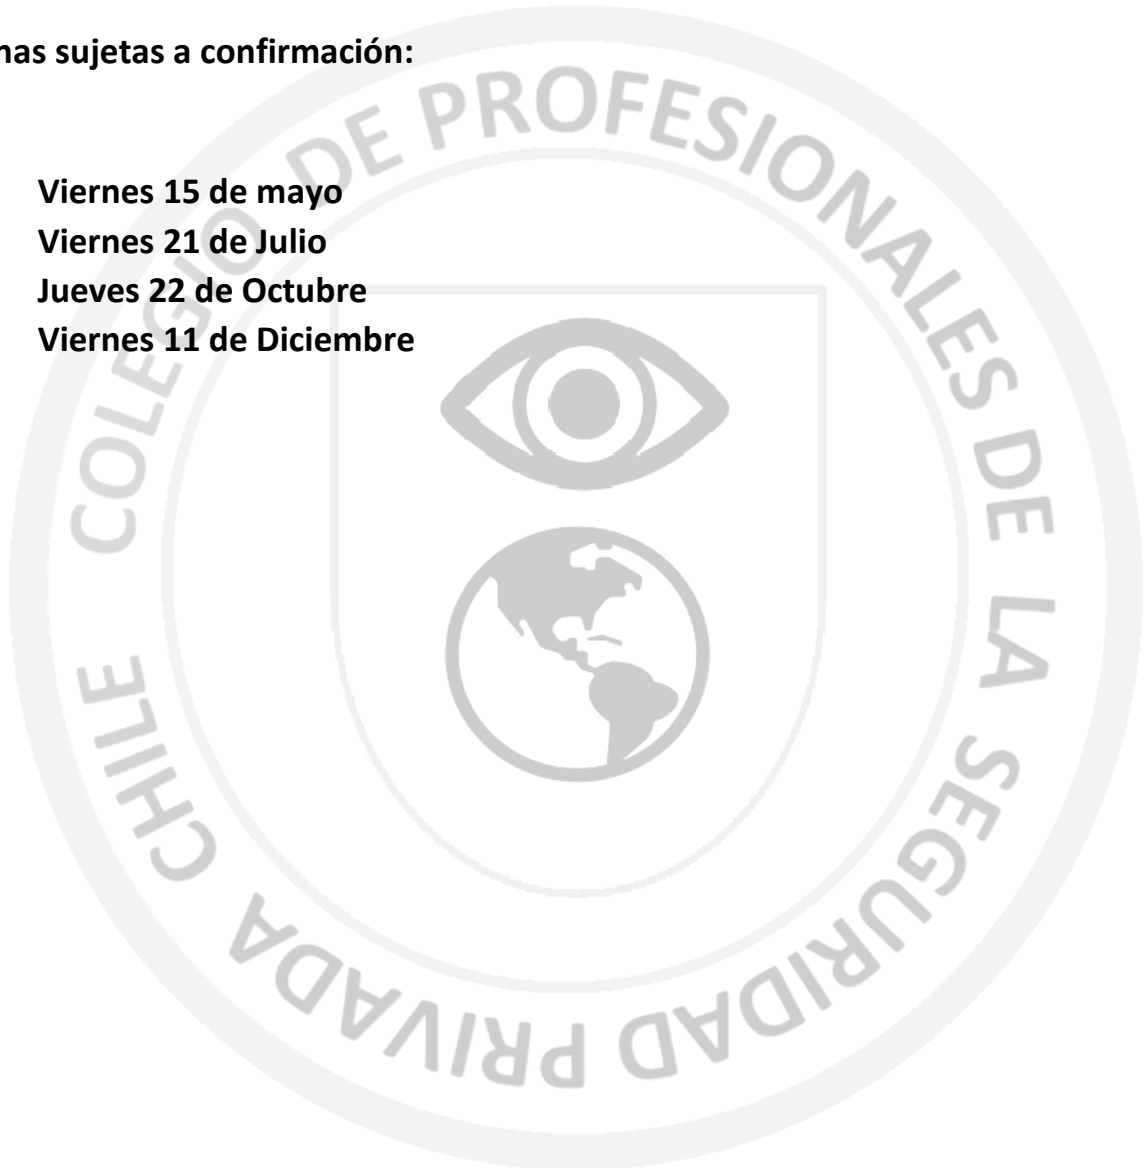 nas sujetas a confirmación:
Viernes 15 de mayo
Viernes 21 de Julio
Jueves 22 de Octubre
Viernes 11 de Diciembre
COLEGIO DE PROFESIONALES DE LA SEGURIDAD PRIVADA CHILE